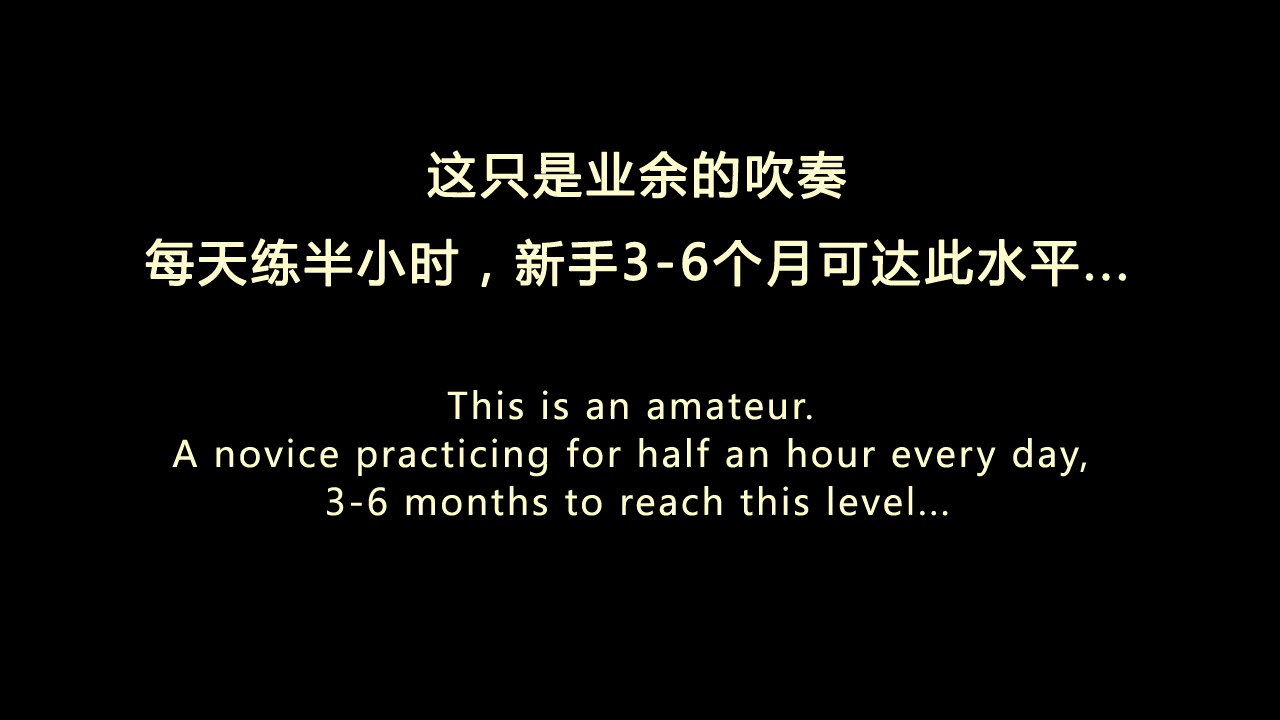 这只是业余的吹奏
每天练半小时，新手3-6个月可达此水平...
This is an amateur.
A novice practicing for half an hour every day,
3-6 months to reach this level...